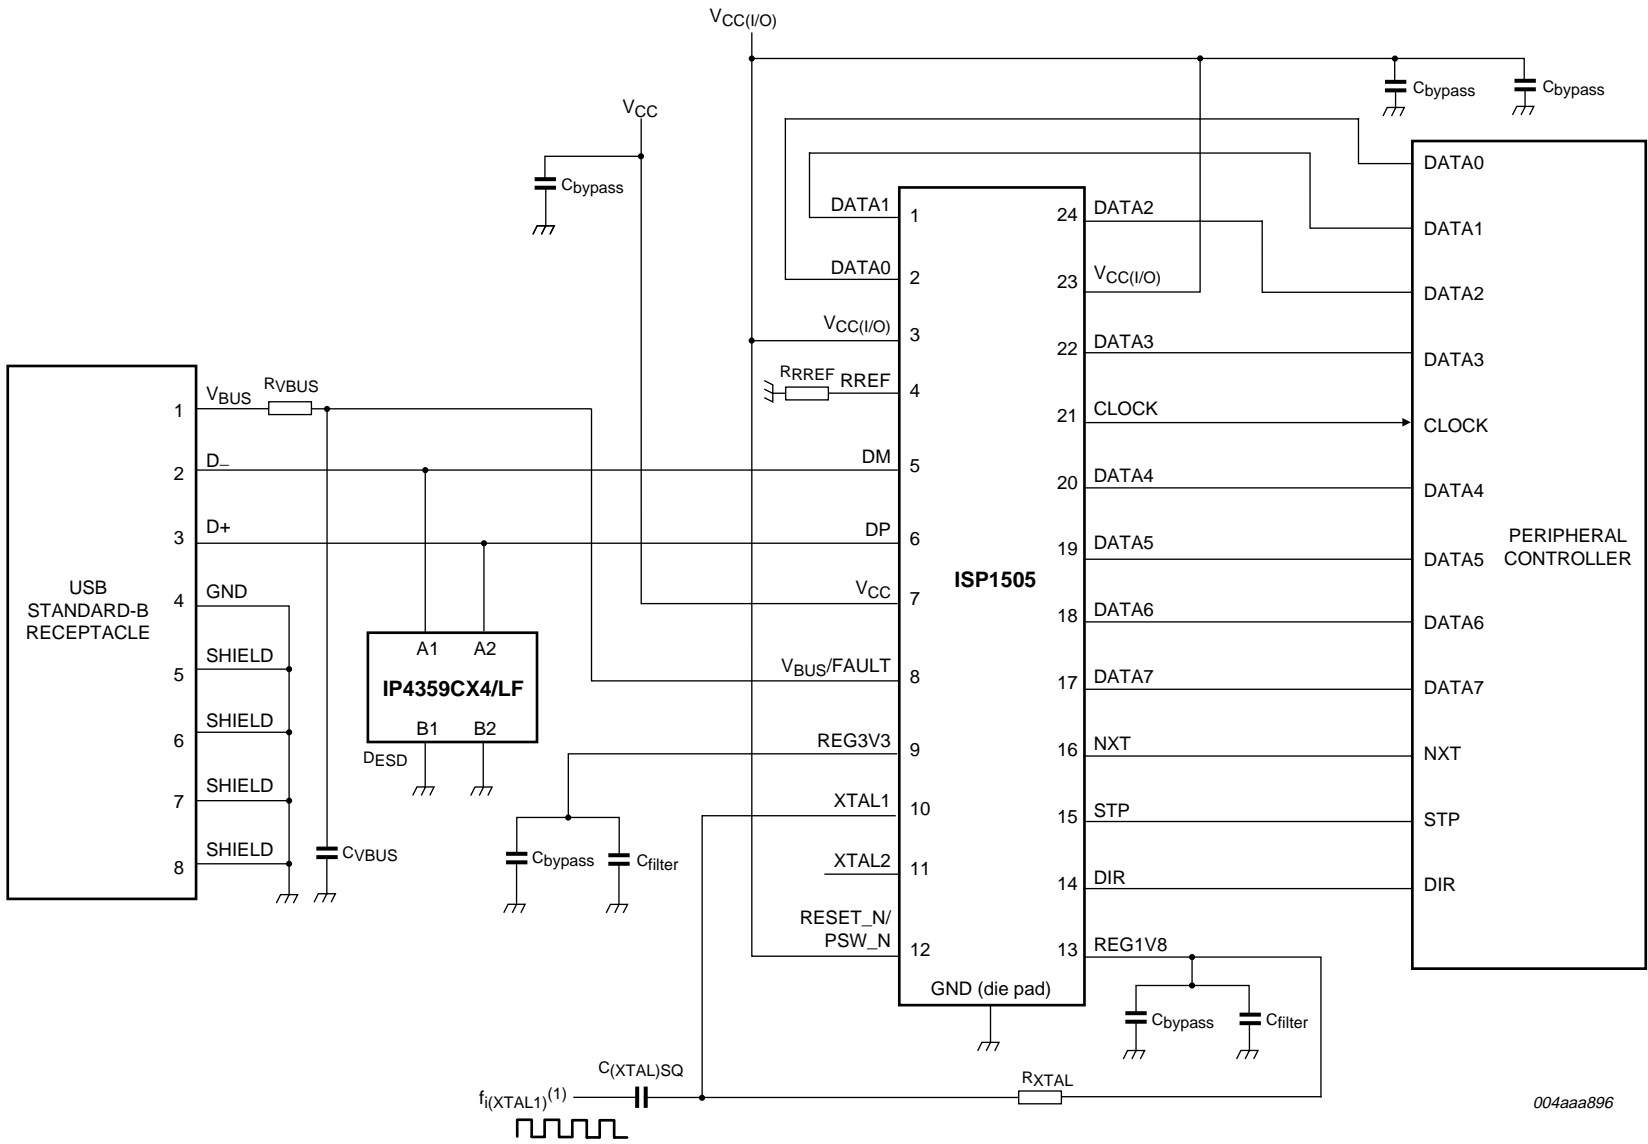 VCC(I/O)
Cbypass
Cbypass
VCC
Cbypass
USB
STANDARD-B
RECEPTACLE
1
VBUS
RVBUS
2
D–
3
D+
4
GND
5
SHIELD
6
SHIELD
7
SHIELD
8
SHIELD
CVBUS
A1
A2
IP4359CX4/LF
B1
B2
DESD
Cbypass
Cfilter
DATA1
1
DATA0
2
VCC(I/O)
3
RRREF
RREF
4
DM
5
DP
6
VCC
7
VBUS/FAULT
8
REG3V3
9
XTAL1
10
XTAL2
11
RESET_N/
PSW_N
12
ISP1505
GND (die pad)
24
DATA2
23
VCC(I/O)
22
DATA3
21
CLOCK
20
DATA4
19
DATA5
18
DATA6
17
DATA7
16
NXT
15
STP
14
DIR
13
REG1V8
Cbypass
Cfilter
DATA0
DATA1
DATA2
DATA3
CLOCK
DATA4
DATA5
DATA6
DATA7
NXT
STP
DIR
PERIPHERAL
CONTROLLER
C(XTAL)SQ
fi(XTAL1)(1)
RXTAL
004aaa896